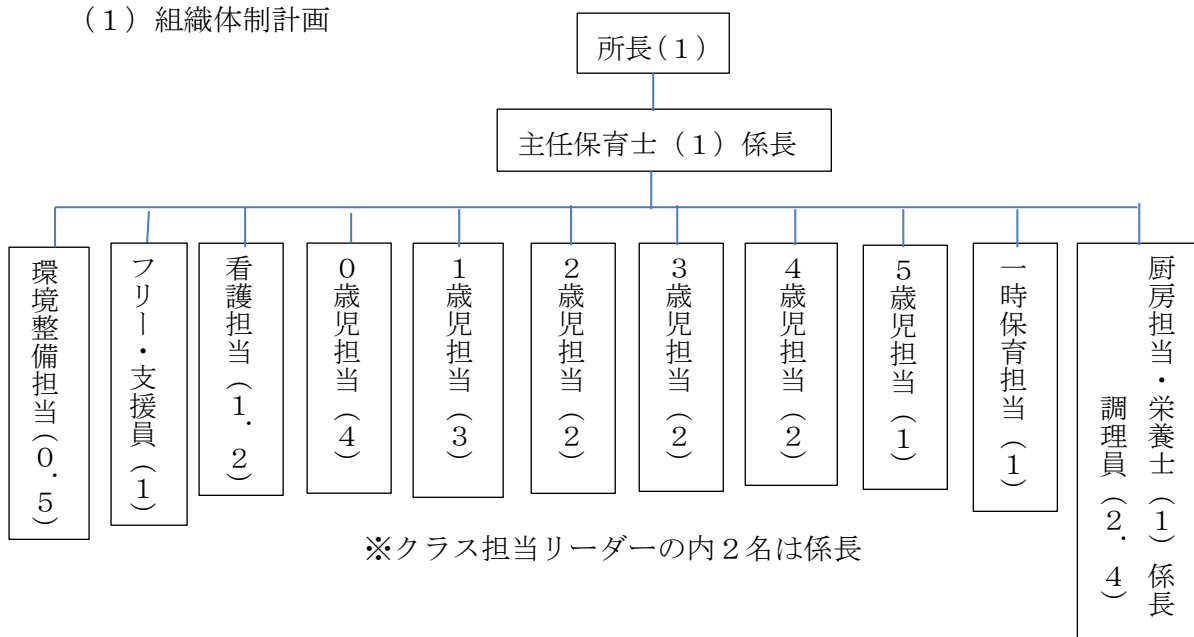 （１）組織体制計画
所長(１)
主任保育士（１）係長
環境整備担当(０．５)
フリー・支援員(１)
看護担当(１．２)
０歳児担当（４）
１歳児担当（３）
２歳児担当（２）
３歳児担当（２）
４歳児担当（２）
５歳児担当（１）
一時保育担当（１）
厨房担当・栄養士（１）係長
調理員（２．４）
※クラス担当リーダーの内２名は係長